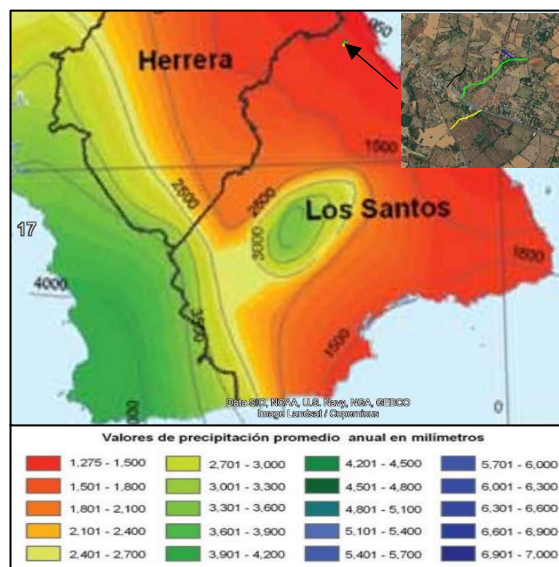 950
Herrera
1500
2500
2500
Los Santos
3000
17
4000
3500
1500
1500
0
Data SIO, NOAA, U.S. Navy, NGA, GEBCO
Image Landsat / Copernicus
Valores de precipitación promedio anual en milímetros
1,275 - 1,500
2,701 - 3,000
4,201 - 4,500
5,701 - 6,000
1,501 - 1,800
3,001 - 3,300
4,501 - 4,800
6,001 - 6,300
1,801 - 2,100
3,301 - 3,600
4,801 - 5,100
6,301 - 6,600
2,101 - 2,400
3,601 - 3,900
5,101 - 5,400
6,601 - 6,900
2,401 - 2,700
3,901 - 4,200
5,401 - 5,700
6,901 - 7,000